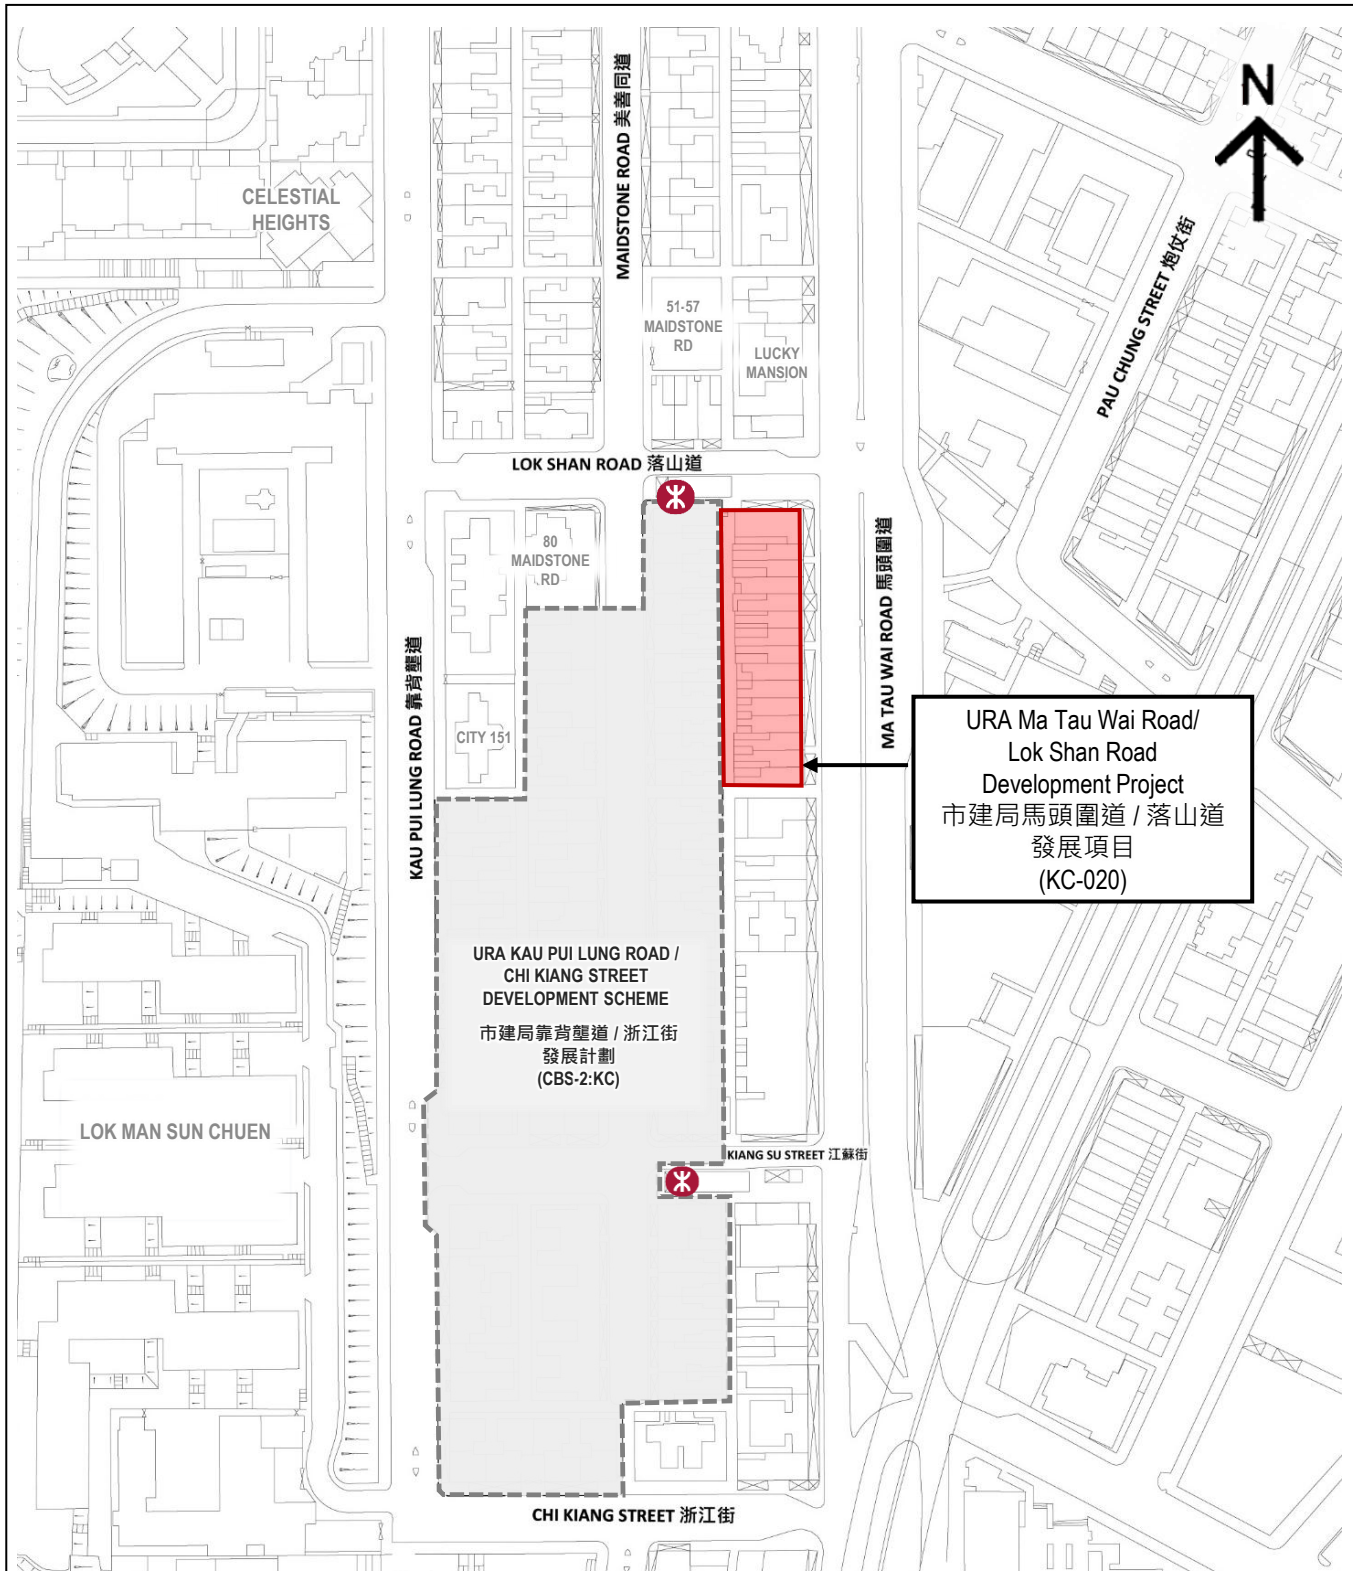 N
MAIDSTONE ROAD 美善同道
CELESTIAL
HEIGHTS
PAU CHUNG STREET 炮仗街
51-57
MAIDSTONE
RD
LUCKY
MANSION
LOK SHAN ROAD 落山道
80
MAIDSTONE
RD
MA TAU WAI ROAD 馬頭圍道
KAU PUI LUNG ROAD 靠背壟道
CITY 151
URA Ma Tau Wai Road/
Lok Shan Road
Development Project
市建局馬頭圍道 / 落山道
發展項目
(KC-020)
URA KAU PUI LUNG ROAD /
CHI KIANG STREET
DEVELOPMENT SCHEME
市建局靠背壟道 / 浙江街
發展計劃
(CBS-2:KC)
LOK MAN SUN CHUEN
KIANG SU STREET 江蘇街
CHI KIANG STREET 浙江街